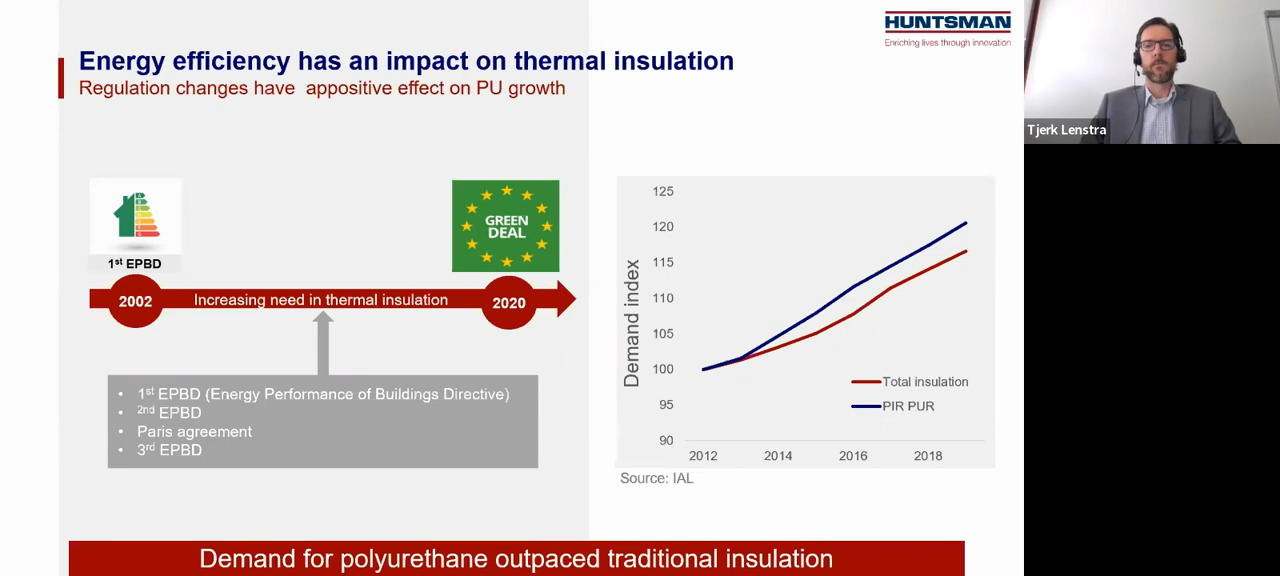 HUNTSMAN
Enriching lives through innovation
Energy efficiency has an impact on thermal insulation
Regulation changes have appositive effect on PU growth
Tjerk Lenstra
GREEN
DEAL
1st EPBD
2002
Increasing need in thermal insulation
2020
• 1st EPBD (Energy Performance of Buildings Directive)
• 2nd EPBD
• Paris agreement
• 3rd EPBD
Demand index
125
120
115
110
105
100
95
90
2012 2014 2016 2018
Total insulation
PIR PUR
Source: IAL
Demand for polyurethane outpaced traditional insulation